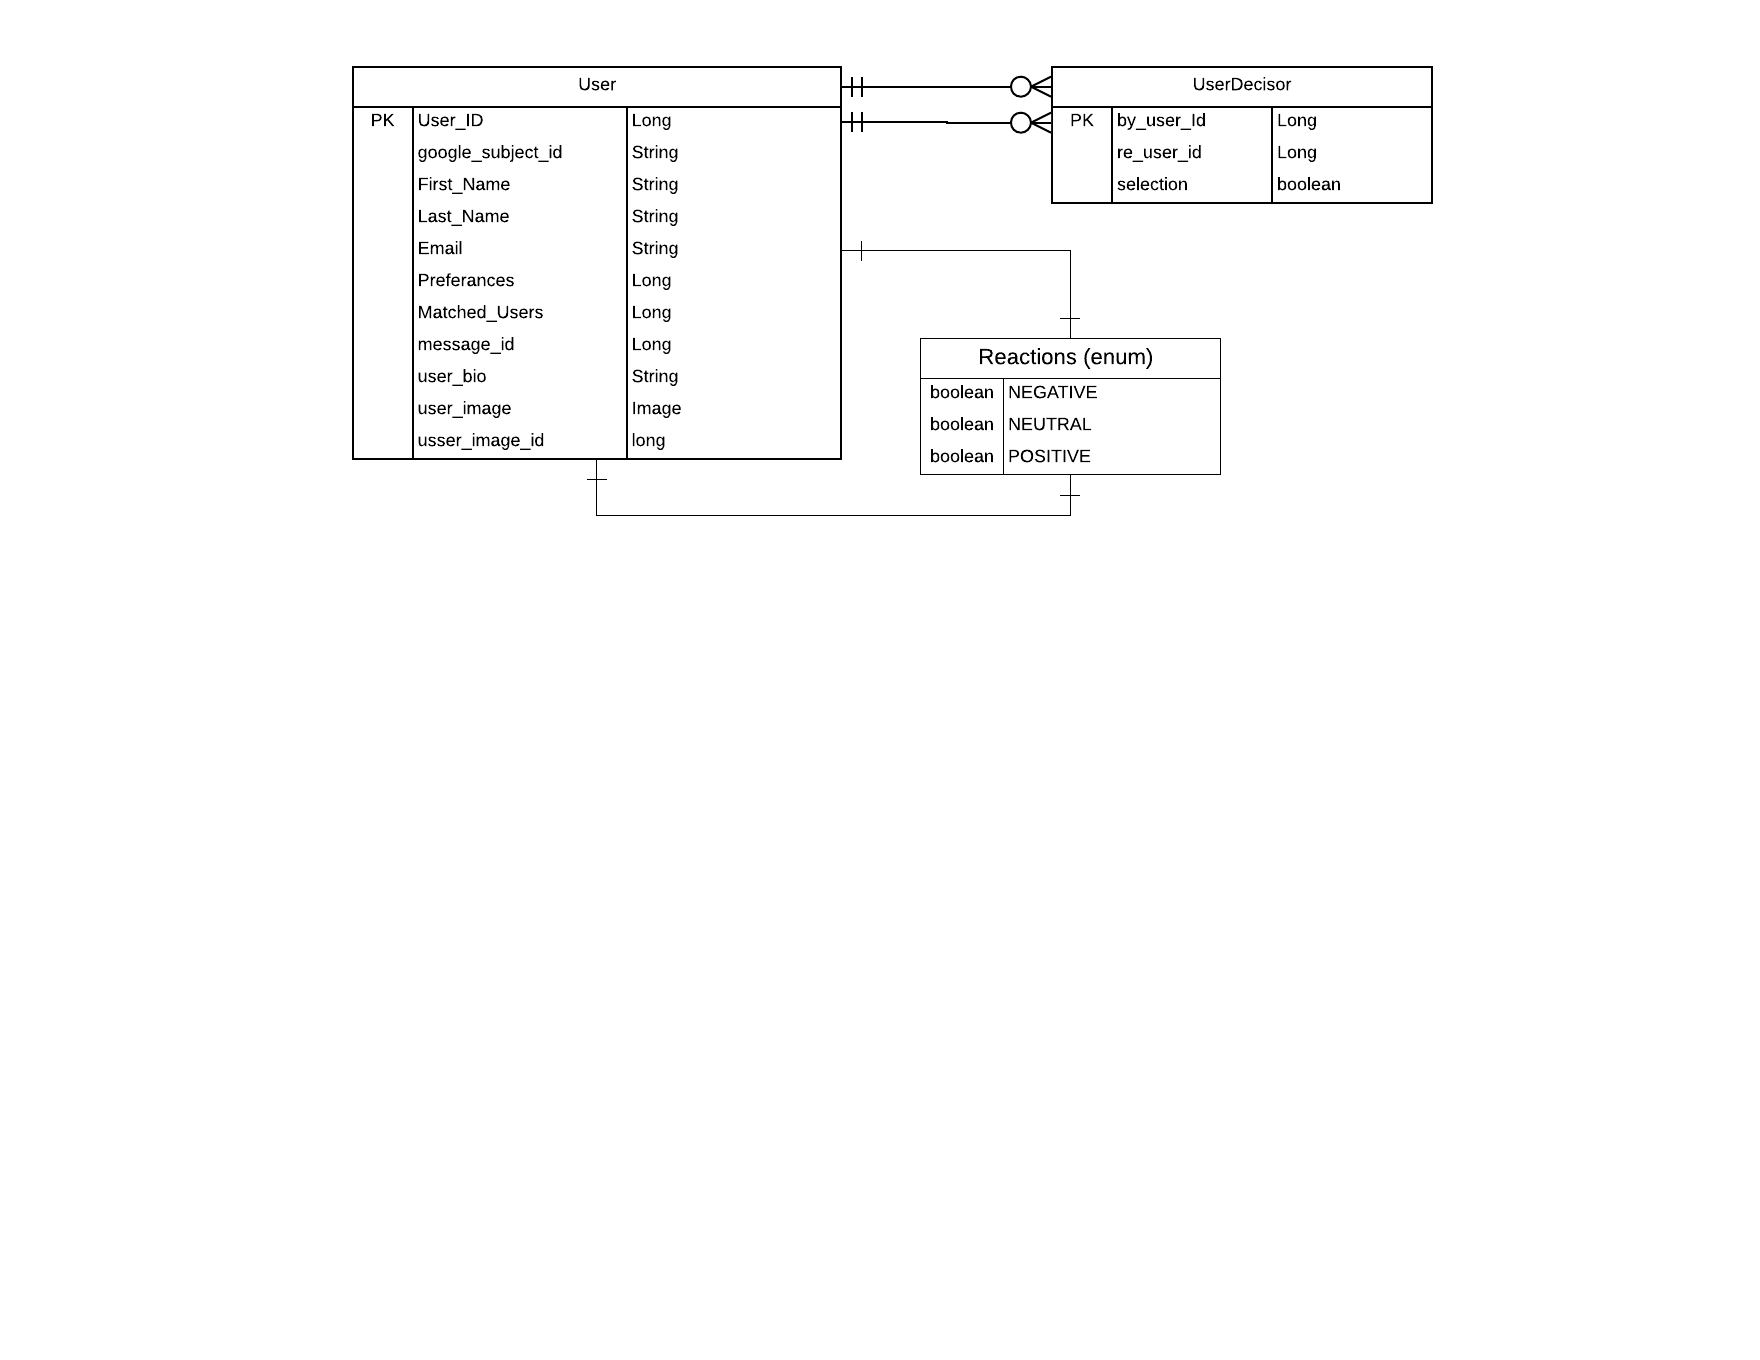 User
PK User_ID Long
google_subject_id String
First_Name String
Last_Name String
Email String
Preferances Long
Matched_Users Long
message_id Long
user_bio String
user_image Image
usser_image_id long
UserDecisor
PK by_user_Id Long
re_user_id Long
selection boolean
Reactions (enum)
boolean NEGATIVE
boolean NEUTRAL
boolean POSITIVE